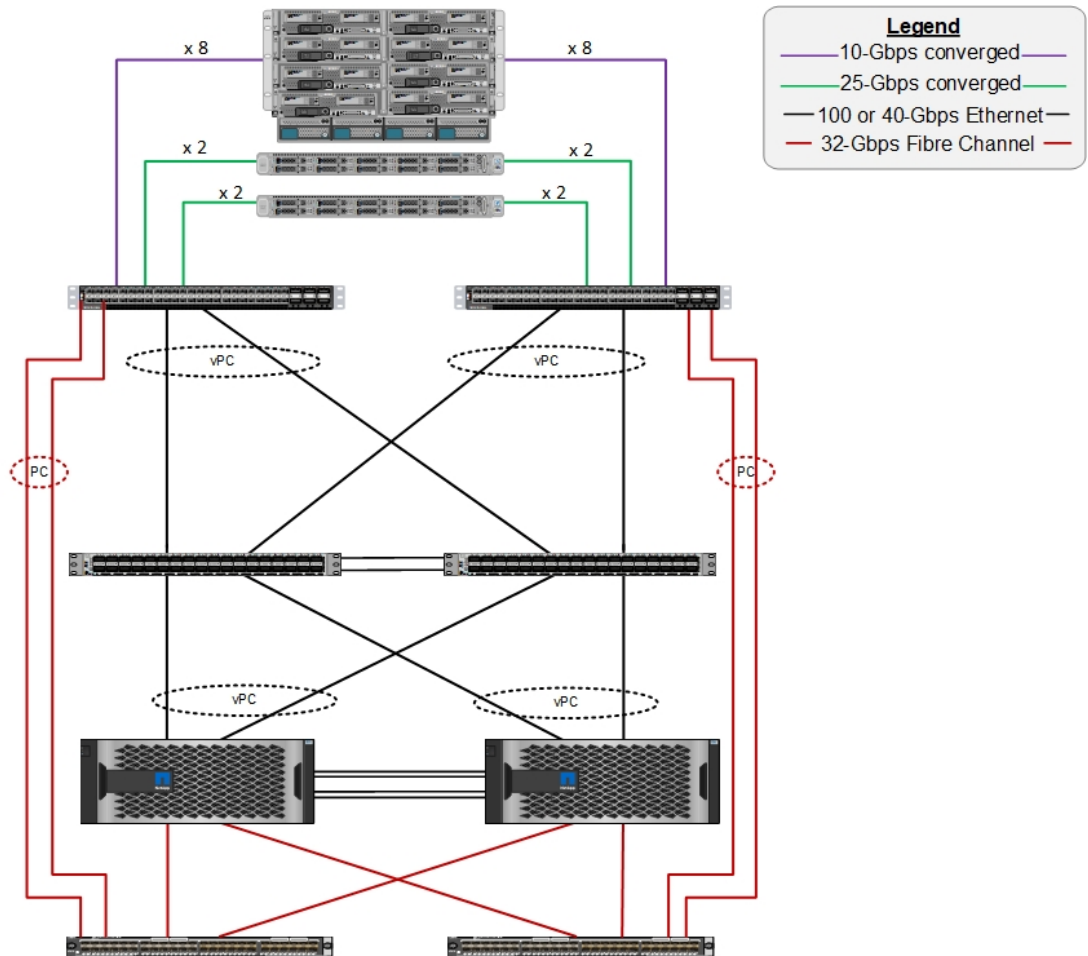 Legend
10-Gbps converged
25-Gbps converged
100 or 40-Gbps Ethernet
32-Gbps Fibre Channel
x 8
x 8
x 2
x 2
x 2
x 2
vPC
vPC
PC
PC
vPC
vPC